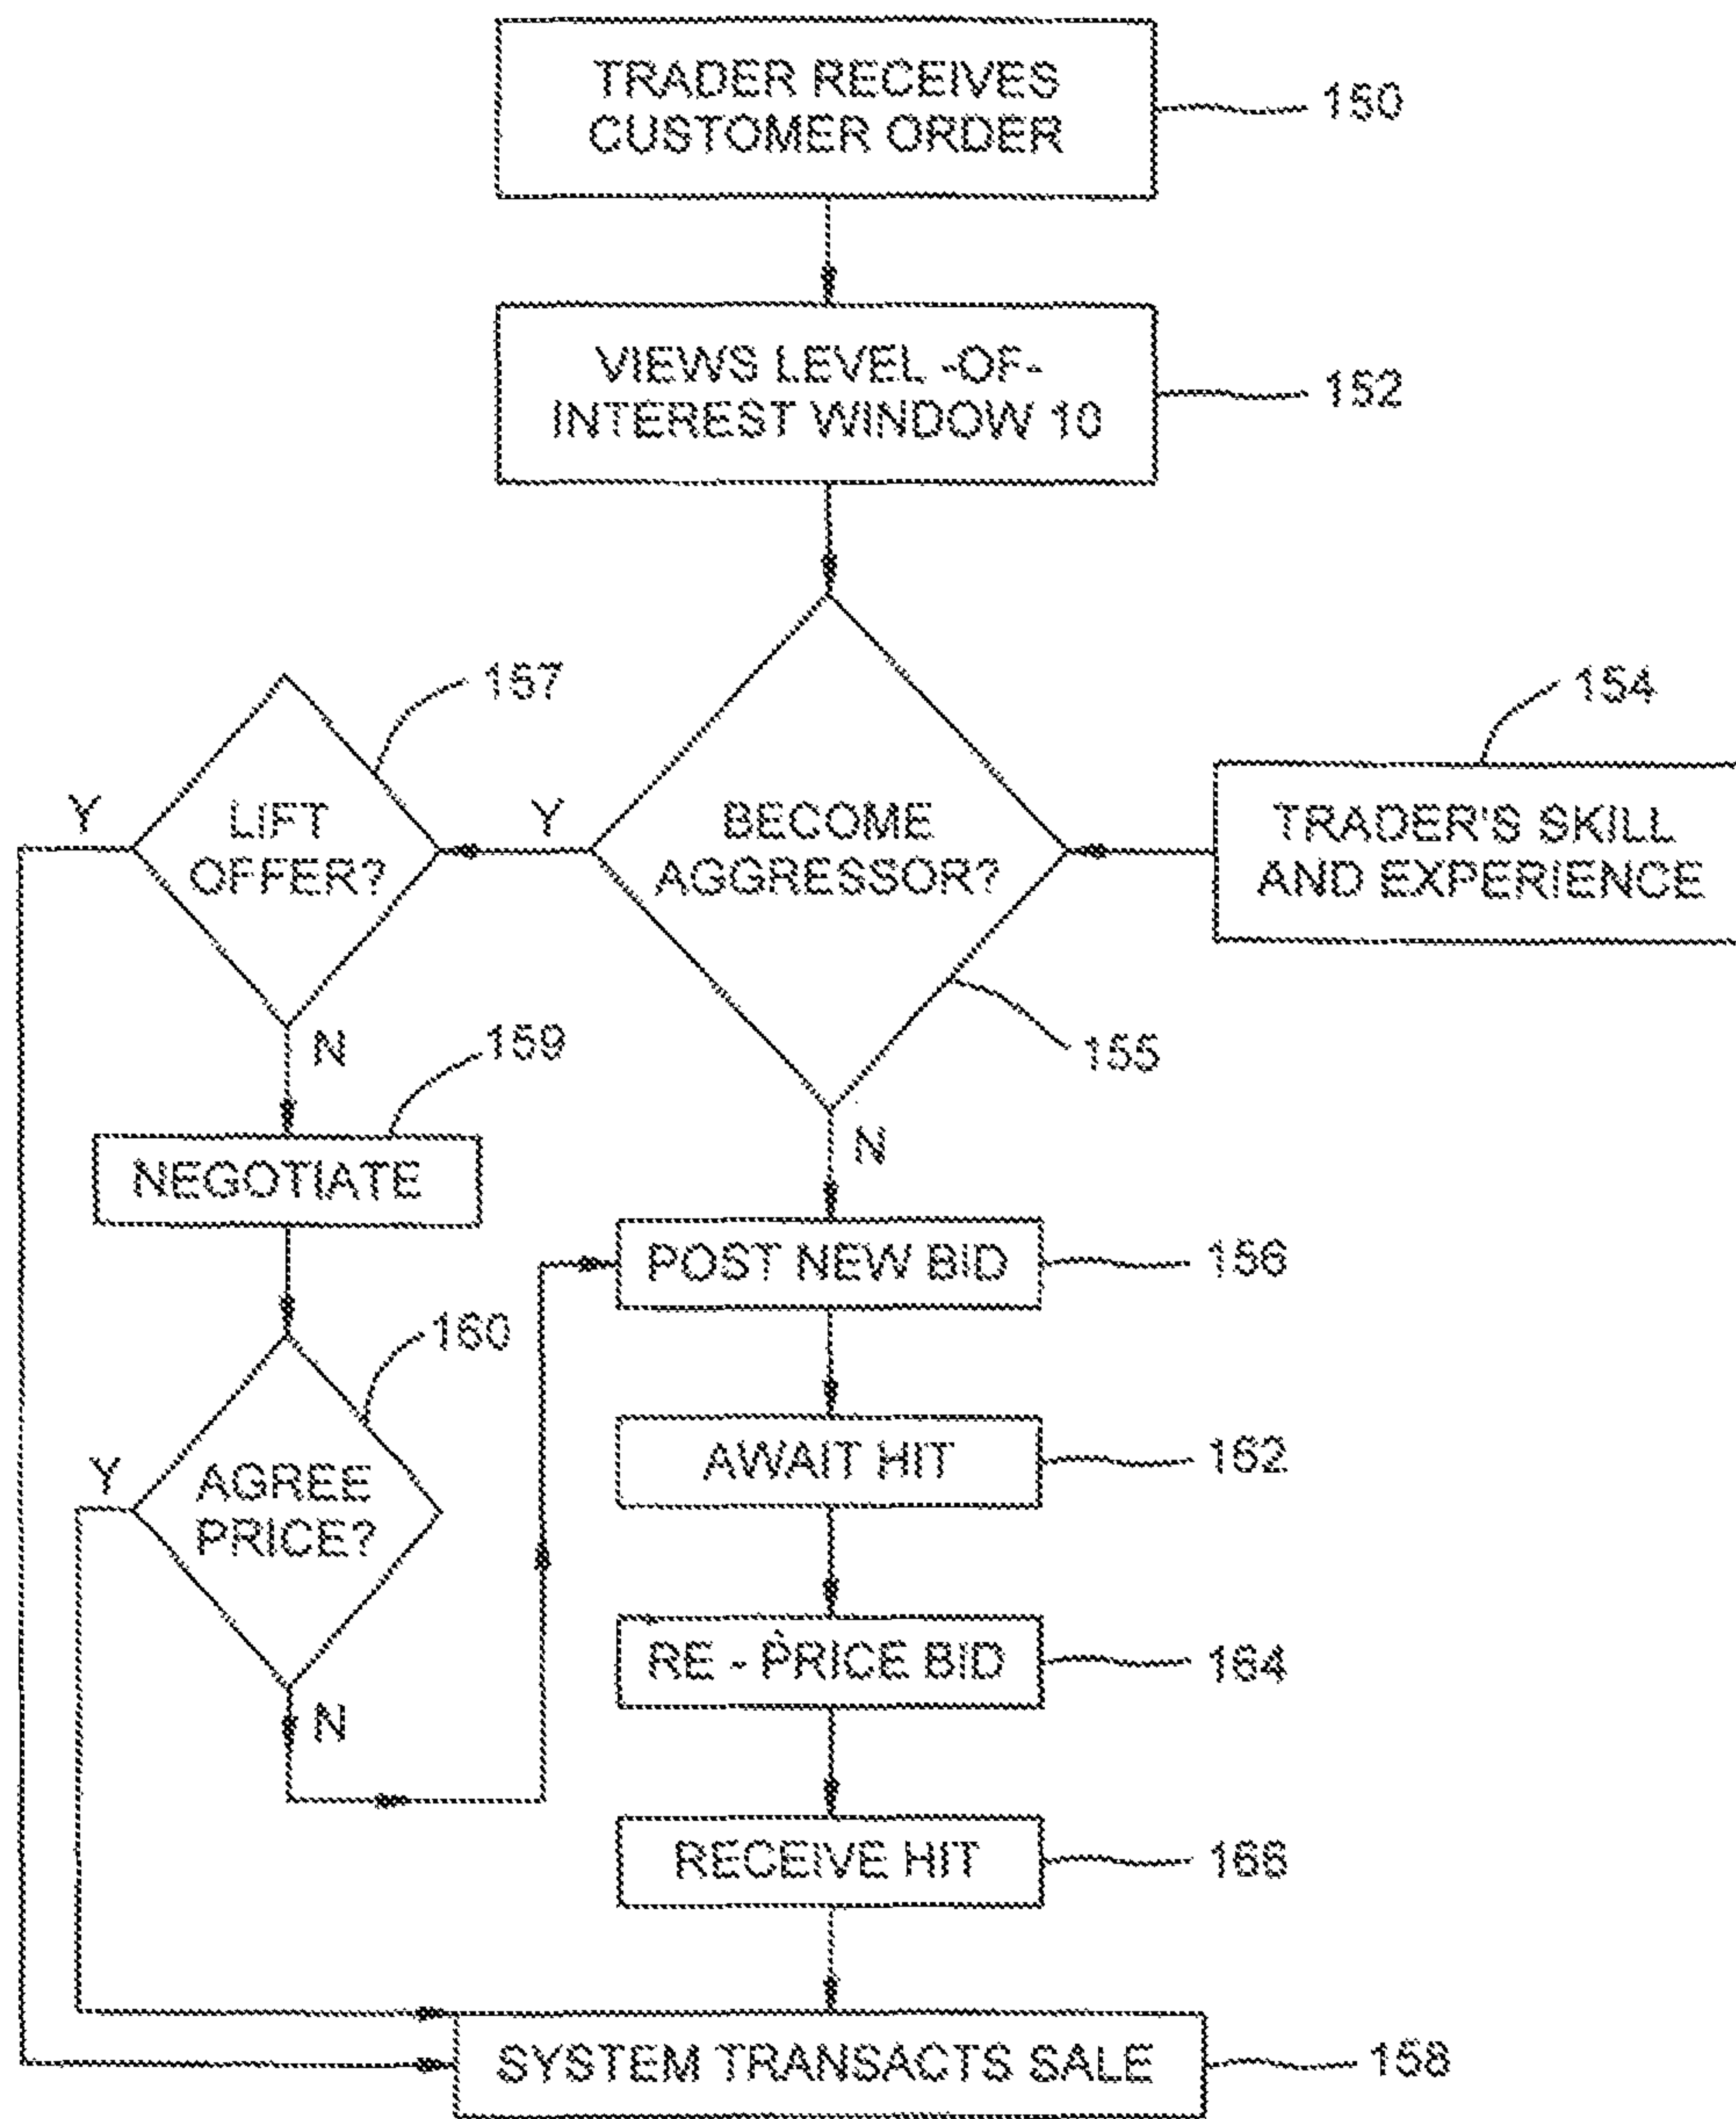 TRADER RECEIVES
CUSTOMER ORDER
150
VIEWS LEVEL -OF-
INTEREST WINDOW 10
152
157
154
Y
LIFT
OFFER?
Y
BECOME
AGGRESSOR?
TRADER'S SKILL
AND EXPERIENCE
N
159
155
NEGOTIATE
N
POST NEW BID
156
160
Y
AGREE
PRICE?
AWAIT HIT
162
RE - PRICE BID
164
N
RECEIVE HIT
166
SYSTEM TRANSACTS SALE
158